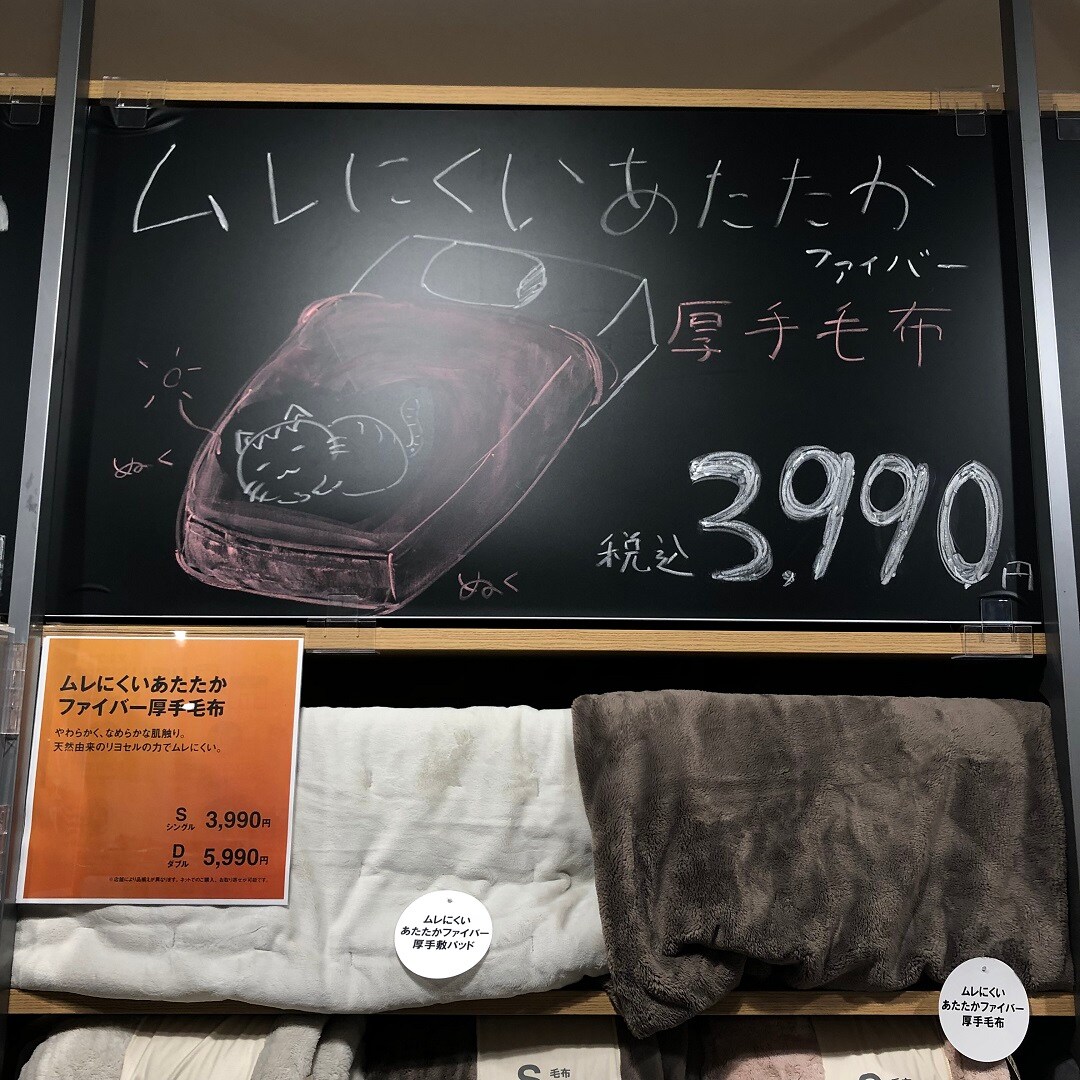 ムレにくいあたたか
ファイバー
厚手毛布
ぬく
ぬく
税込3,990円
ムレにくいあたたか
ファイバー厚手毛布
やわらかく、なめらかな肌触り。
天然由来のリヨセルの力でムレにくい。
S
シングル
3,990円
D
ダブル
5,990円
ムレにくい
あたたかファイバー
厚手敷パッド
ムレにくい
あたたかファイバー
厚手毛布
S 毛布